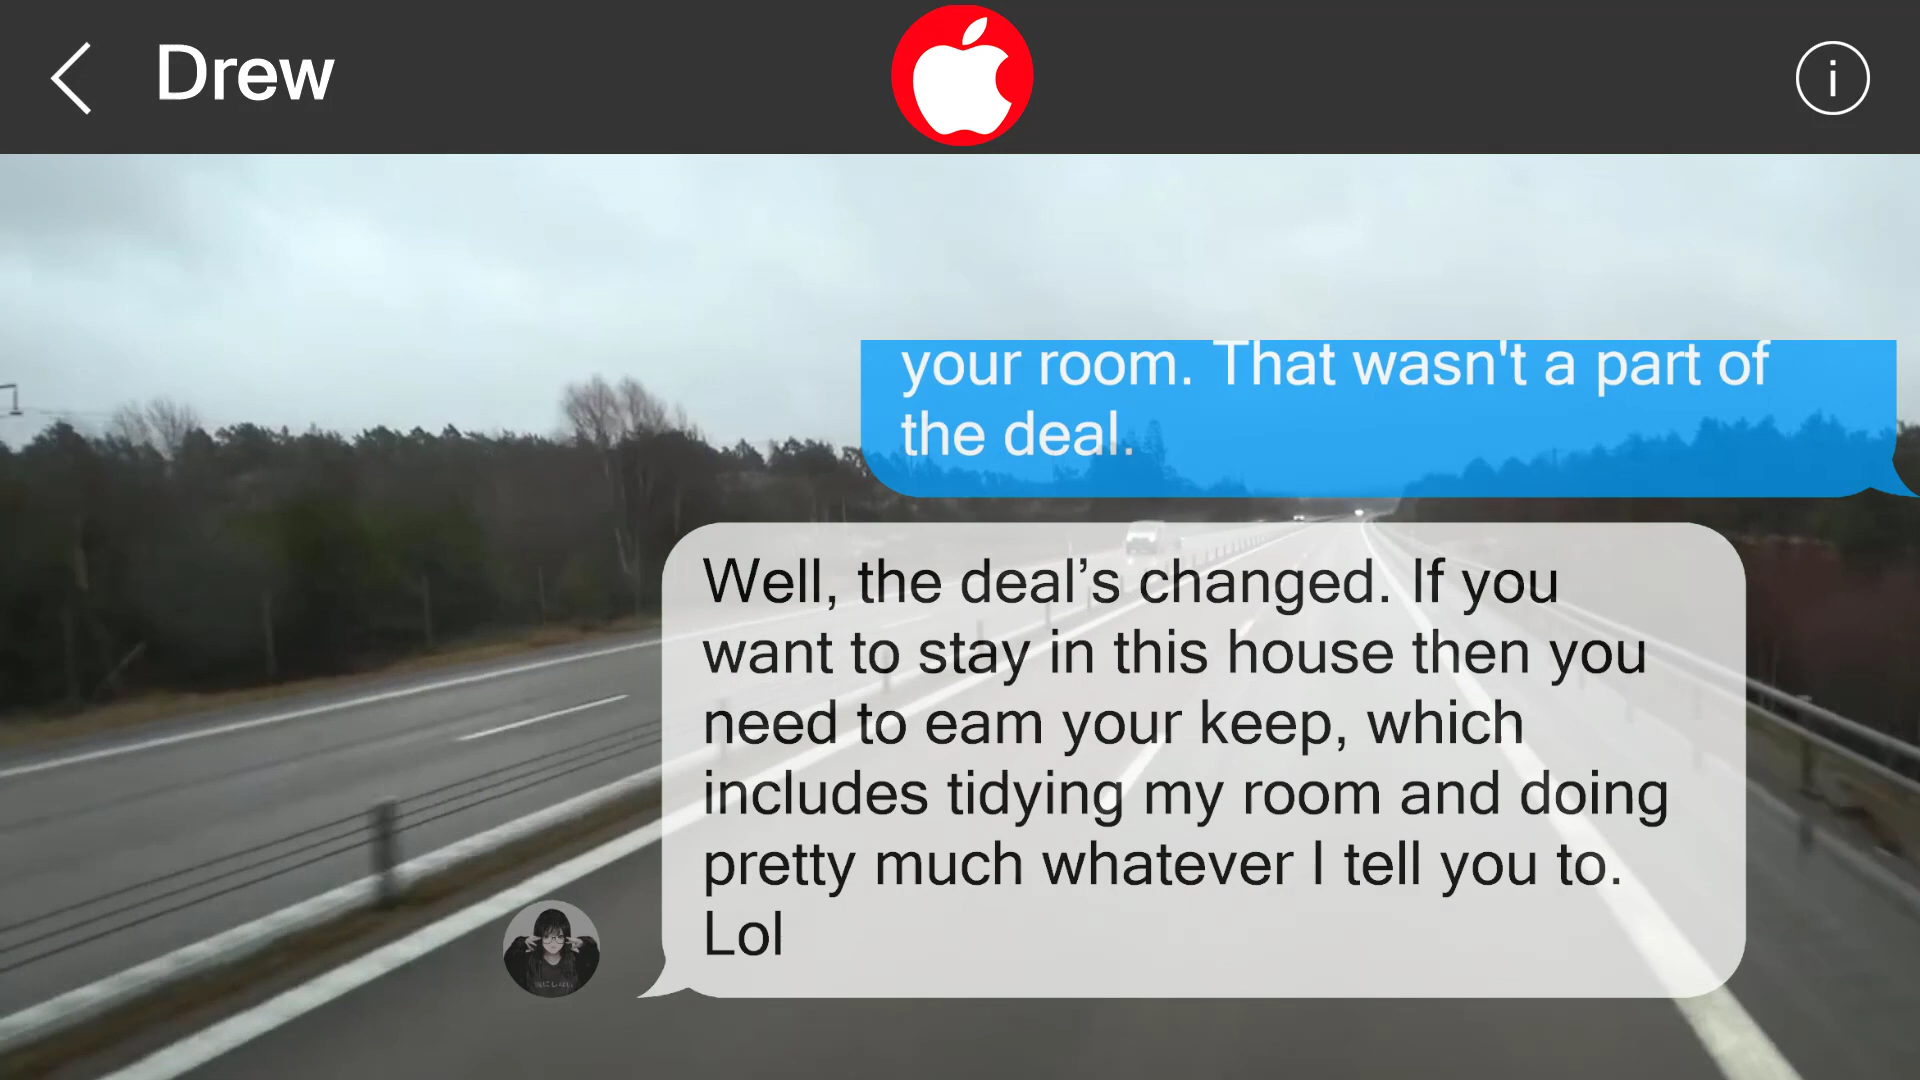 Drew
i
your room. That wasn't a part of
the deal.
Well, the deal’s changed. If you
want to stay in this house then you
need to eam your keep, which
includes tidying my room and doing
pretty much whatever I tell you to.
Lol